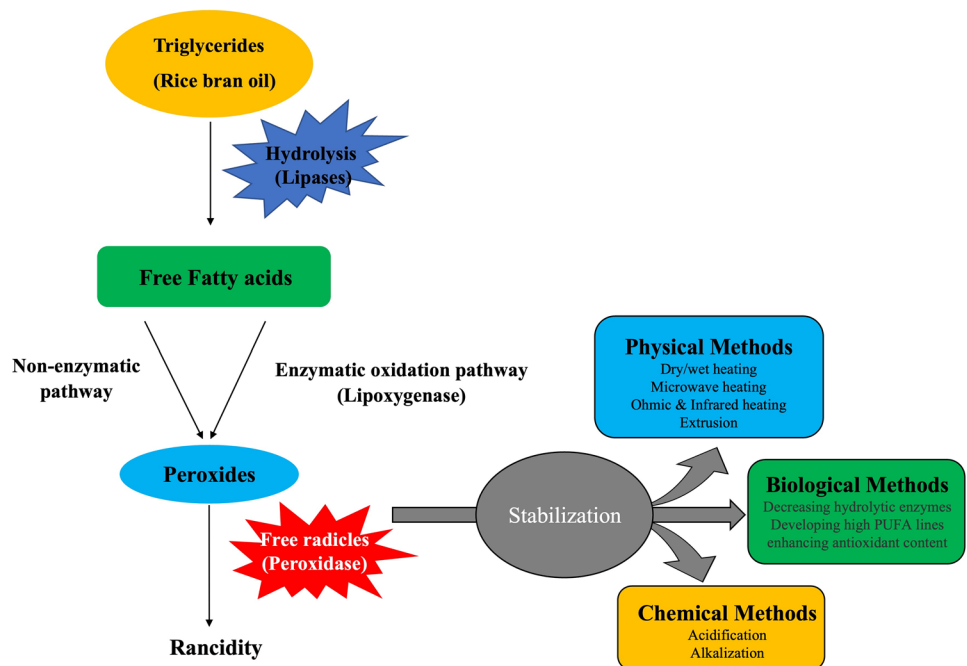 Triglycerides
(Rice bran oil)
Hydrolysis
(Lipases)
Free Fatty acids
Non-enzymatic
pathway
Enzymatic oxidation pathway
(Lipoxygenase)
Peroxides
Free radicles
(Peroxidase)
Rancidity
Stabilization
Physical Methods
Dry/wet heating
Microwave heating
Ohmic & Infrared heating
Extrusion
Biological Methods
Decreasing hydrolytic enzymes
Developing high PUFA lines
enhancing antioxidant content
Chemical Methods
Acidification
Alkalization